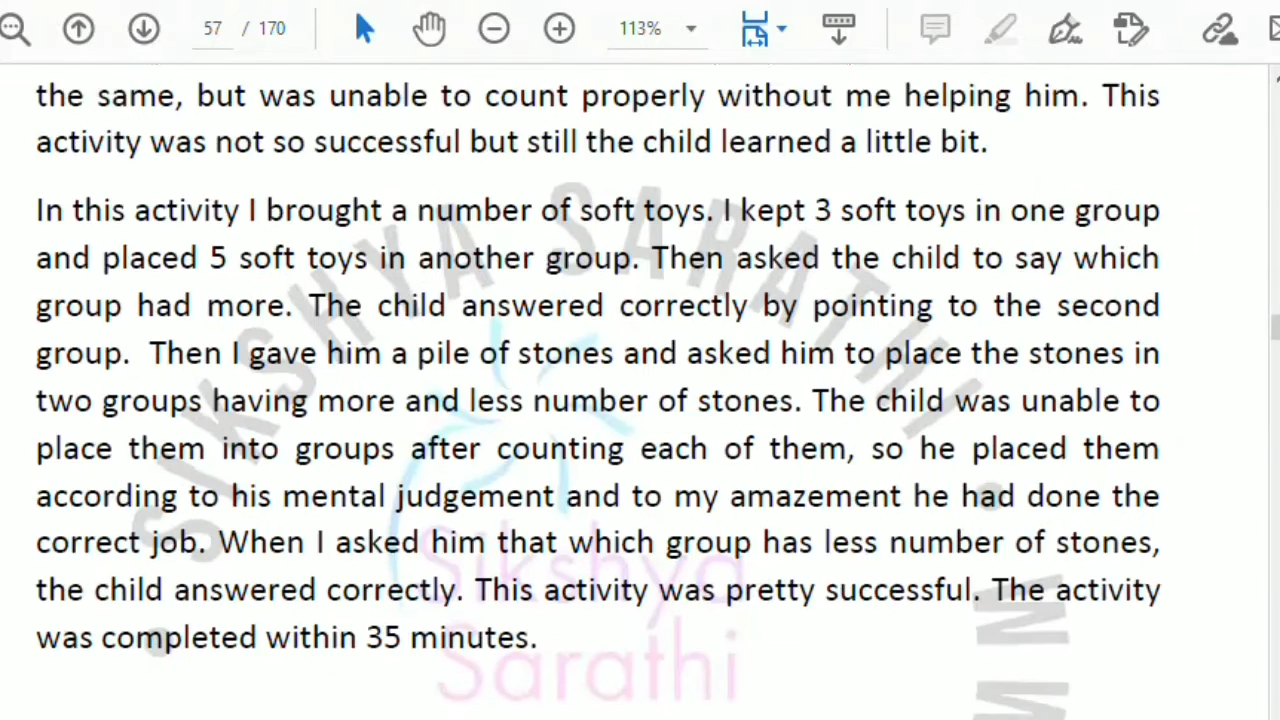 57 / 170
113%
the same, but was unable to count properly without me helping him. This
activity was not so successful but still the child learned a little bit.
In this activity I brought a number of soft toys. I kept 3 soft toys in one group
and placed 5 soft toys in another group. Then asked the child to say which
group had more. The child answered correctly by pointing to the second
group. Then I gave him a pile of stones and asked him to place the stones in
two groups having more and less number of stones. The child was unable to
place them into groups after counting each of them, so he placed them
according to his mental judgement and to my amazement he had done the
correct job. When I asked him that which group has less number of stones,
the child answered correctly. This activity was pretty successful. The activity
was completed within 35 minutes.
SIKSHYA SARATHI
Sikshya
Sarathi